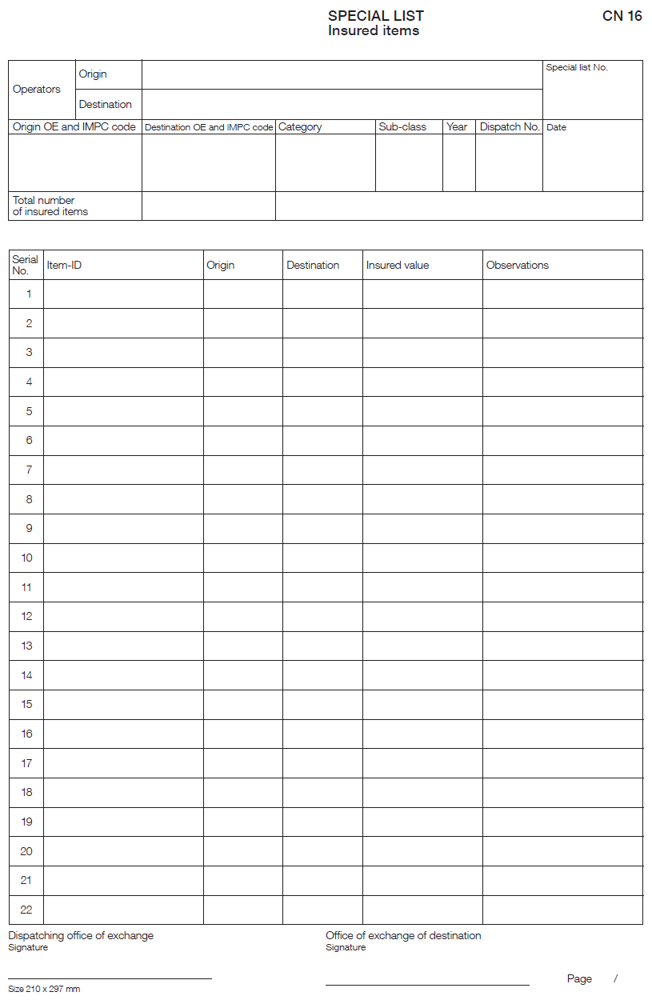 SPECIAL LIST
Insured items
CN 16
Operators
Origin
Destination
Special list No.
Origin OE and IMPC code
Destination OE and IMPC code
Category
Sub-class
Year
Dispatch No.
Date
Total number
of insured items
Serial
No.
Item-ID
Origin
Destination
Insured value
Observations
1
2
3
4
5
6
7
8
9
10
11
12
13
14
15
16
17
18
19
20
21
22
Dispatching office of exchange
Signature
Office of exchange of destination
Signature
Page /
Size 210 x 297 mm